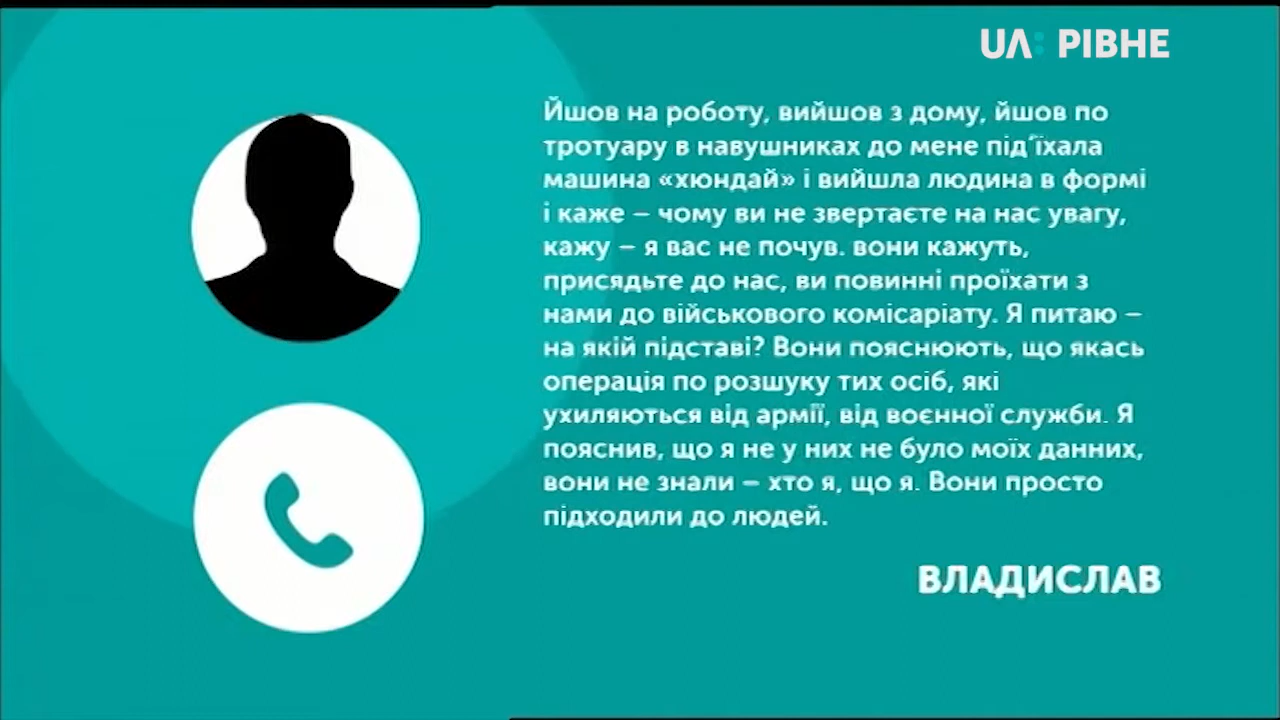 UA: РІВНЕ
Йшов на роботу, вийшов з дому, йшов по
тротуару в навушниках до мене під'їхала
машина «хюндай» і вийшла людина в формі
і каже – чому ви не звертаєте на нас увагу,
кажу – я вас не почув. вони кажуть,
присядьте до нас, ви повинні проїхати з
нами до військового комісаріату. Я питаю –
на якій підставі? Вони пояснюють, що якась
операція по розшуку тих осіб, які
ухиляються від армії, від воєнної служби. Я
пояснив, що я не у них не було моїх данних,
вони не знали – хто я, що я. Вони просто
підходили до людей.
ВЛАДИСЛАВ